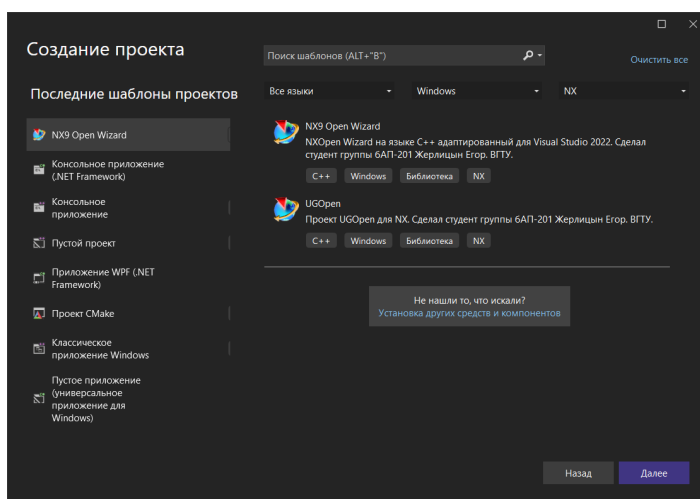 Создание проекта
Поиск шаблонов (ALT+"В")
Очистить все
Последние шаблоны проектов
Все языки
Windows
NX
NX9 Open Wizard
Консольное приложение
(.NET Framework)
Консольное
приложение
Пустой проект
Приложение WPF (.NET
Framework)
Проект CMake
Классическое
приложение Windows
Пустое приложение
(универсальное
приложение для
Windows)
NX9 Open Wizard
NXOpen Wizard на языке C++ адаптированный для Visual Studio 2022. Сделал
студент группы бАП-201 Жерлицын Егор. ВГТУ.
C++ Windows Библиотека NX
UGOpen
Проект UGOpen для NX. Сделал студент группы бАП-201 Жерлицын Егор. ВГТУ.
C++ Windows Библиотека NX
Не нашли то, что искали?
Установка других средств и компонентов
Назад
Далее